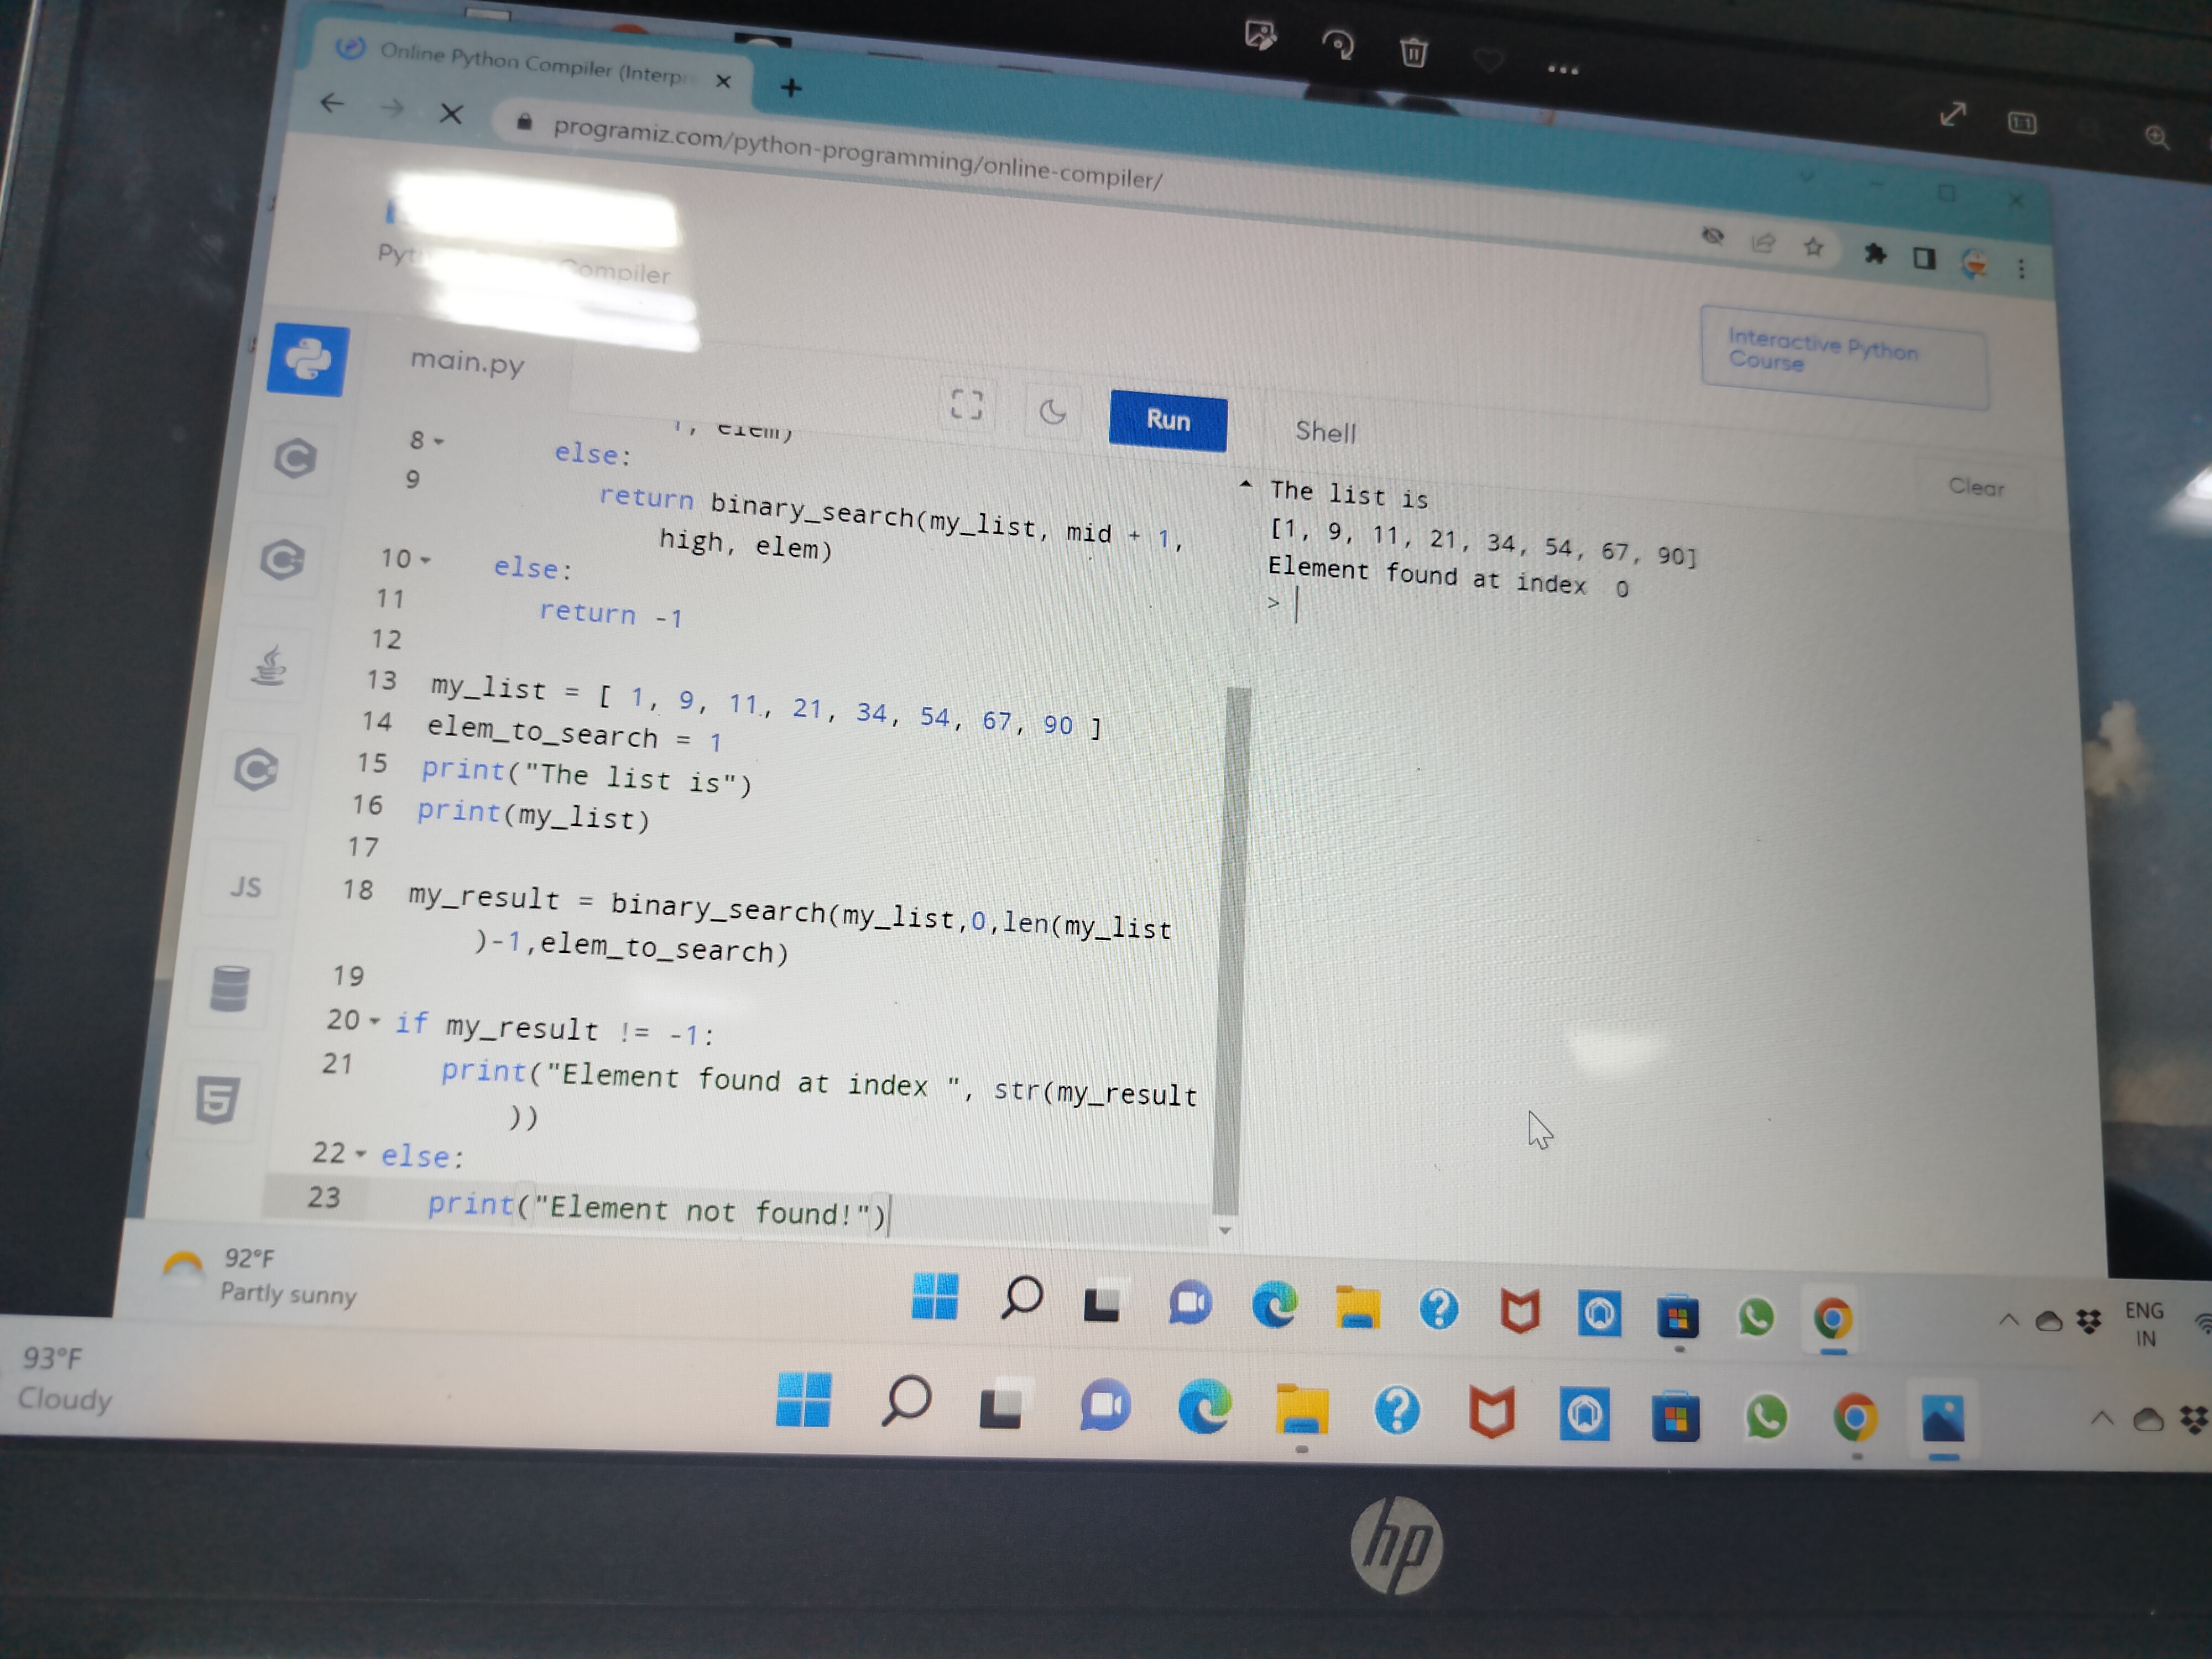 Online Python Compiler (Interpr
programiz.com/python-programming/online-compiler/
Compiler
Interactive Python
Course
main.py
Run
Shell
Clear
1, elem)
8 else:
9 return binary_search(my_list, mid + 1,
high, elem)
10 else:
11 return -1
12
13 my_list = [ 1, 9, 11, 21, 34, 54, 67, 90 ]
14 elem_to_search = 1
15 print("The list is")
16 print(my_list)
17
18 my_result = binary_search(my_list,0,len(my_list
)-1,elem_to_search)
19
20 if my_result != -1:
21 print("Element found at index ", str(my_result
))
22 else:
23 print("Element not found!")
The list is
[1, 9, 11, 21, 34, 54, 67, 90]
Element found at index  0
>
JS
92°F
Partly sunny
ENG
IN
93°F
Cloudy
hp